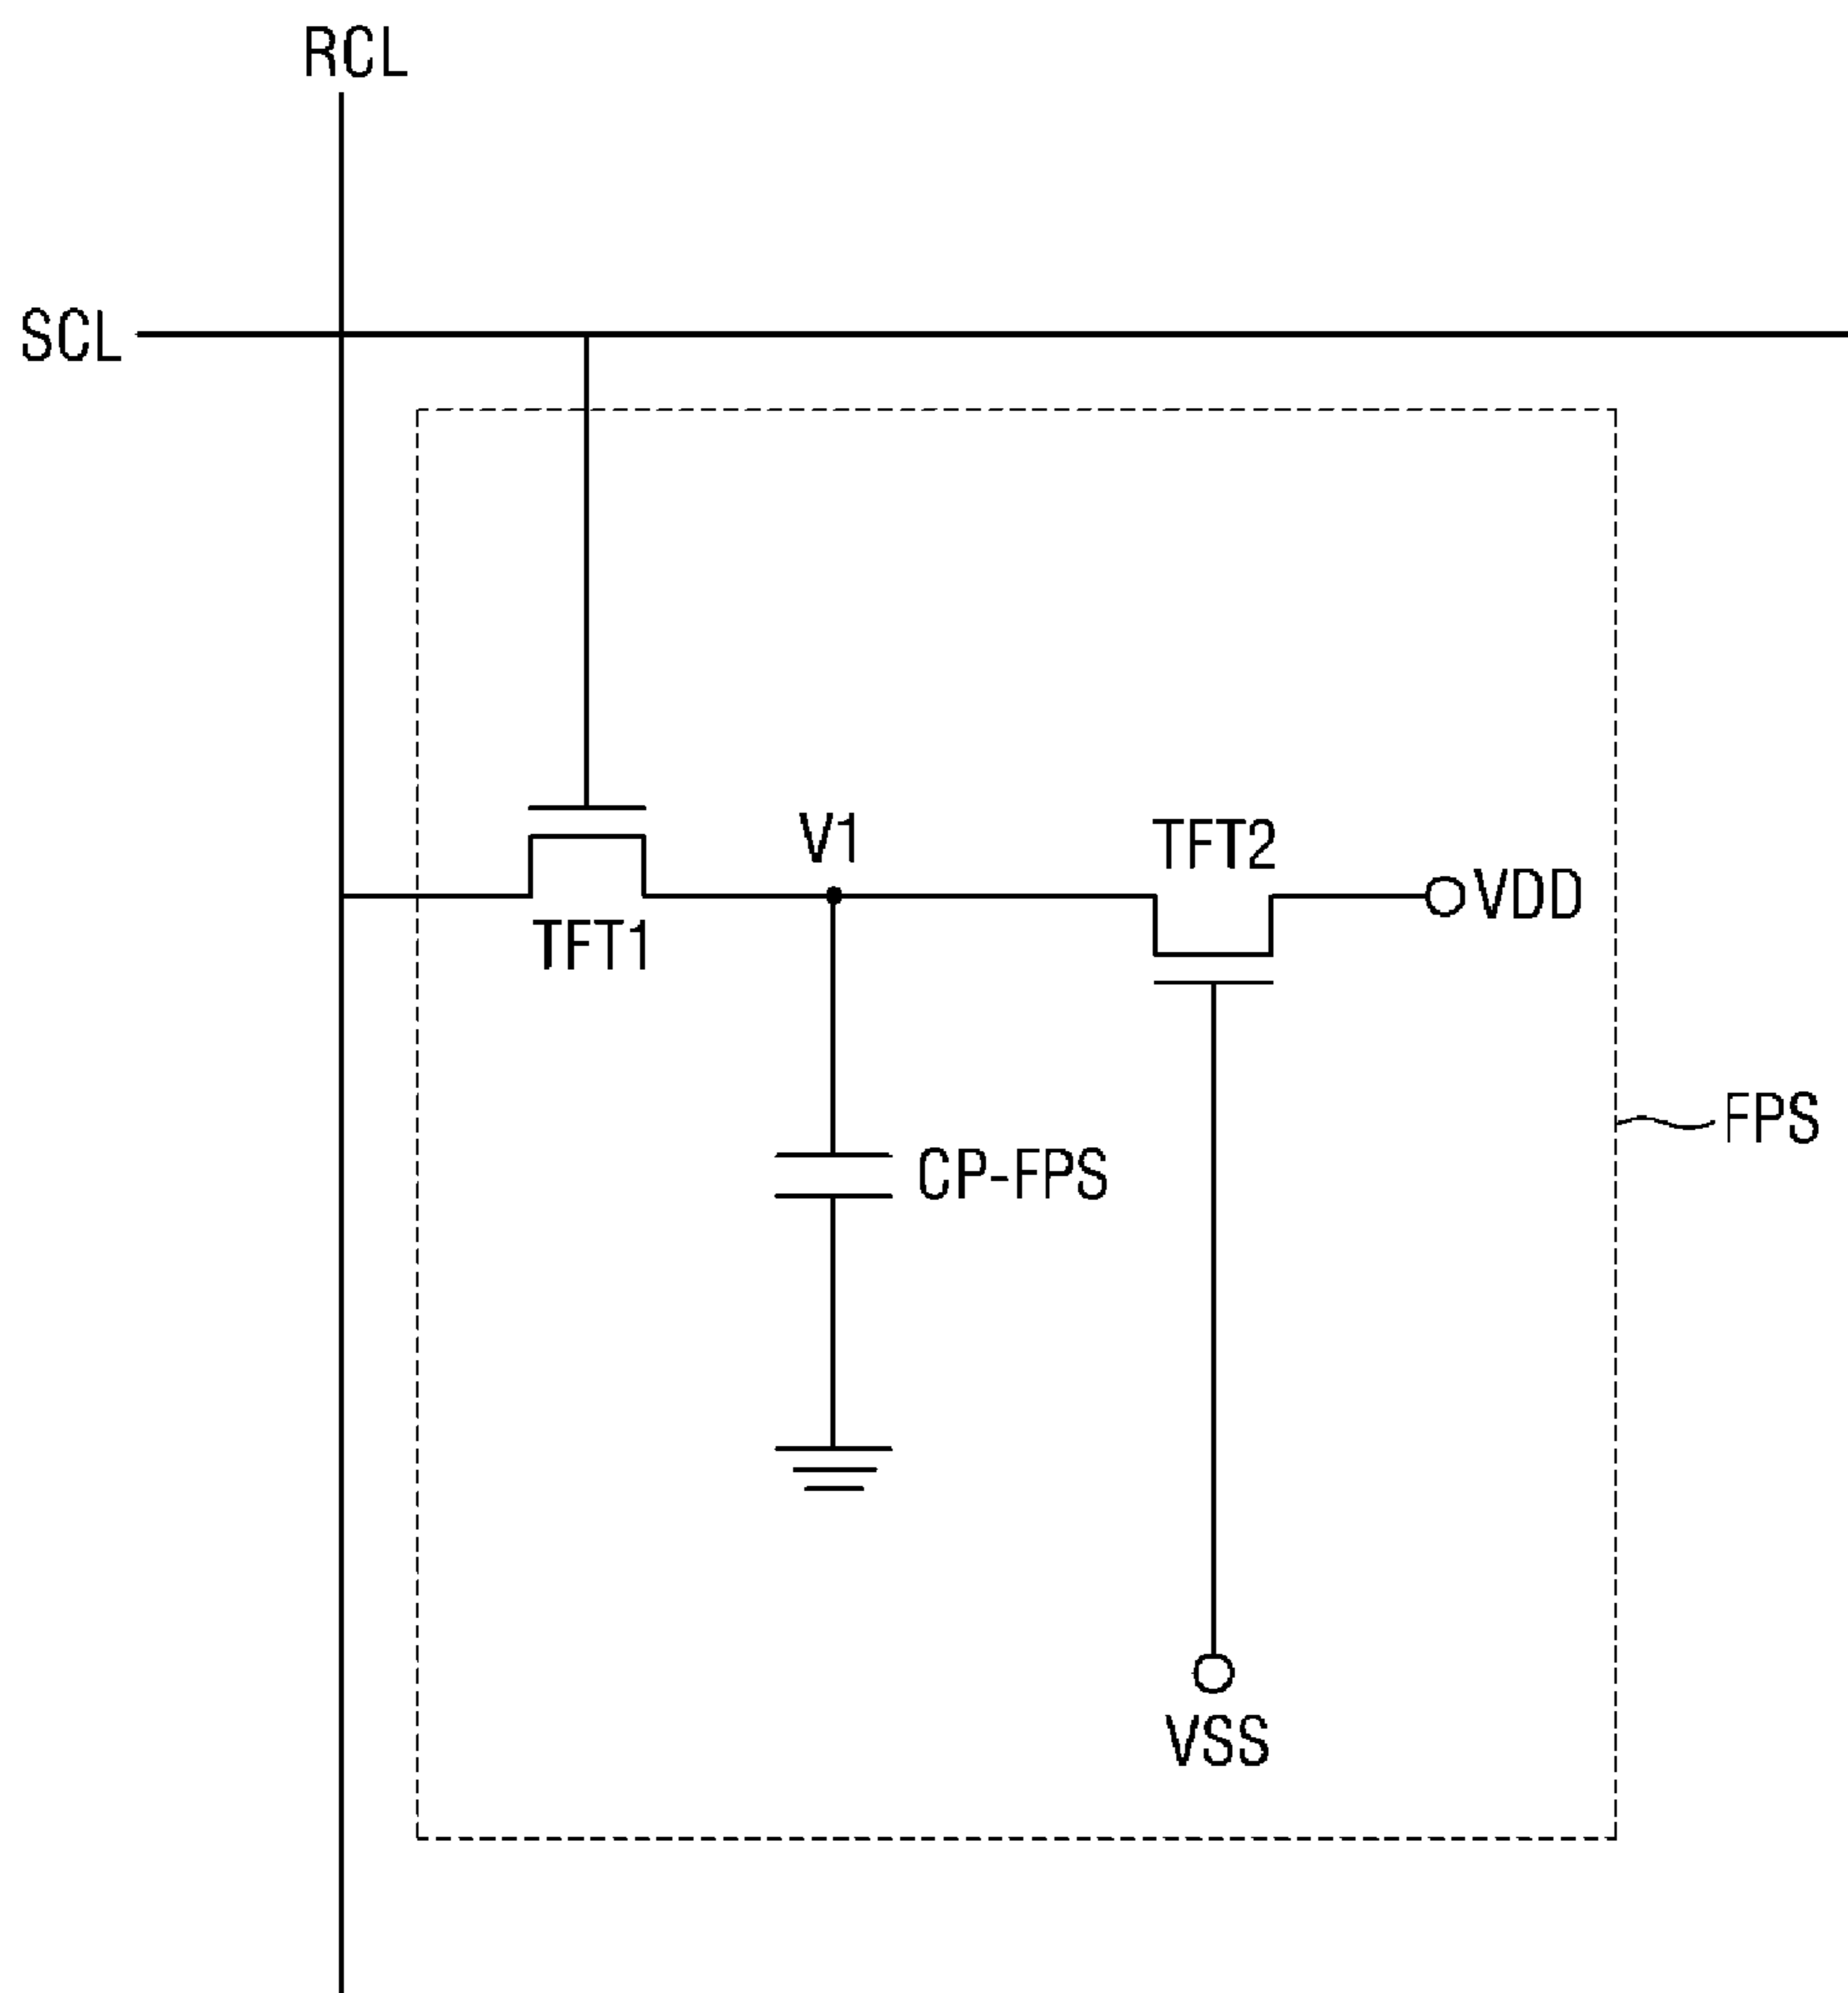 RCL
SCL
V1
TFT2
VDD
TFT1
FPS
CP-FPS
VSS